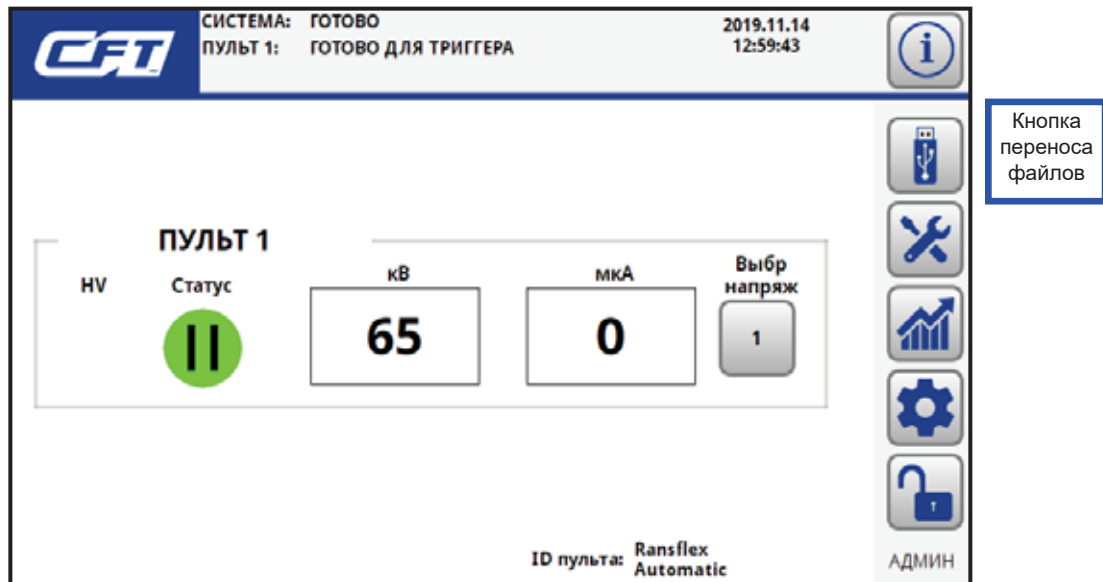 CFT
СИСТЕМА: ГОТОВО
ПУЛЬТ 1: ГОТОВО ДЛЯ ТРИГГЕРА
2019.11.14
12:59:43
i
Кнопка
переноса
файлов
ПУЛЬТ 1
HV
Статус
кВ
мкА
Выбр
напряж
65
0
1
ID пульта: Ransflex
Automatic
АДМИН